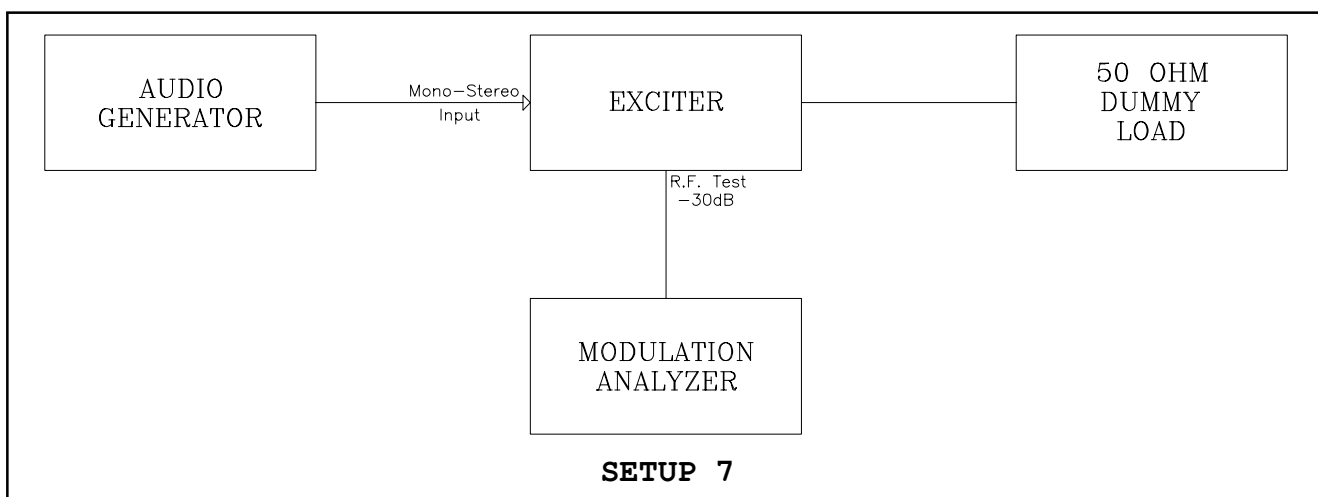 AUDIO
GENERATOR
Mono-Stereo
Input
EXCITER
50 OHM
DUMMY
LOAD
R.F. Test
-30dB
MODULATION
ANALYZER
SETUP 7